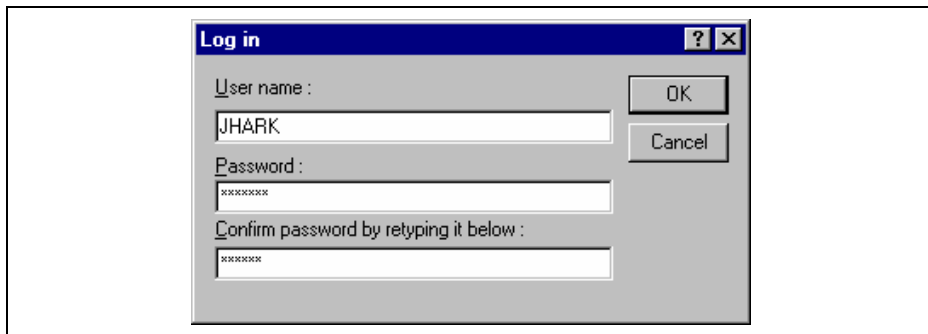 Log in
User name :
OK
JHARK
Cancel
Password :
*******
Confirm password by retyping it below :
******